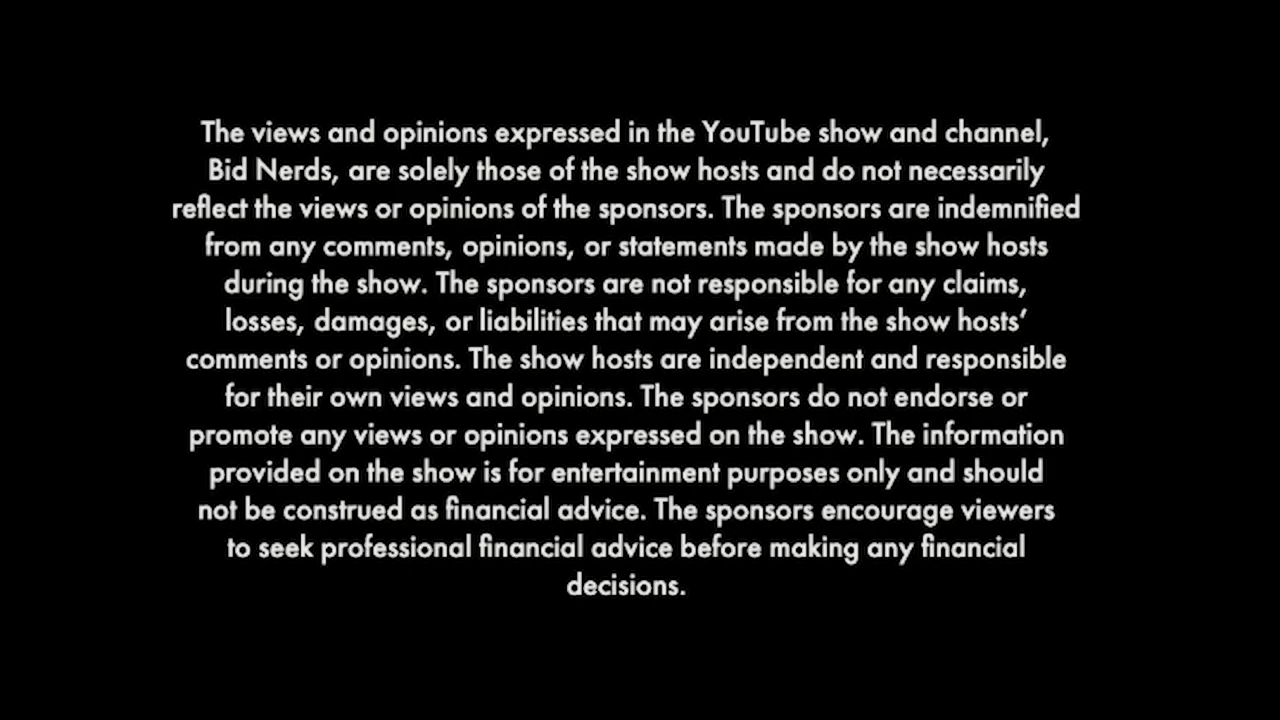 The views and opinions expressed in the YouTube show and channel,
Bid Nerds, are solely those of the show hosts and do not necessarily
reflect the views or opinions of the sponsors. The sponsors are indemnified
from any comments, opinions, or statements made by the show hosts
during the show. The sponsors are not responsible for any claims,
losses, damages, or liabilities that may arise from the show hosts’
comments or opinions. The show hosts are independent and responsible
for their own views and opinions. The sponsors do not endorse or
promote any views or opinions expressed on the show. The information
provided on the show is for entertainment purposes only and should
not be construed as financial advice. The sponsors encourage viewers
to seek professional financial advice before making any financial
decisions.